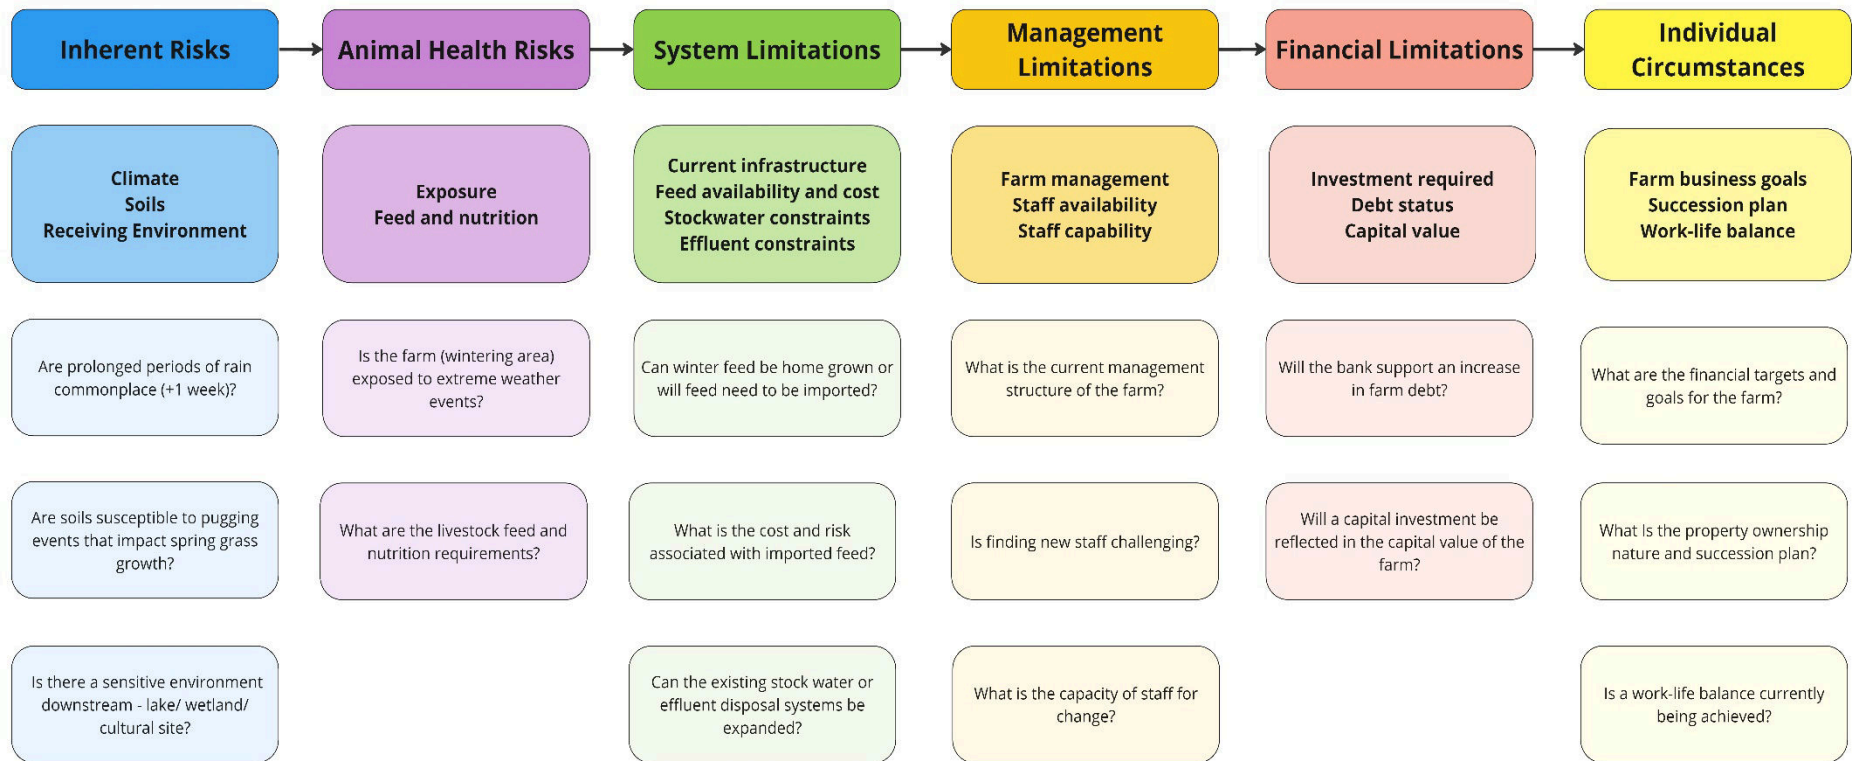 Inherent Risks
Animal Health Risks
System Limitations
Management
Limitations
Financial Limitations
Individual
Circumstances
Climate
Soils
Receiving Environment
Exposure
Feed and nutrition
Current infrastructure
Feed availability and cost
Stockwater constraints
Effluent constraints
Farm management
Staff availability
Staff capability
Investment required
Debt status
Capital value
Farm business goals
Succession plan
Work-life balance
Are prolonged periods of rain
commonplace (+1 week)?
Is the farm (wintering area)
exposed to extreme weather
events?
Can winter feed be home grown or
will feed need to be imported?
What is the current management
structure of the farm?
Will the bank support an increase
in farm debt?
What are the financial targets and
goals for the farm?
Are soils susceptible to pugging
events that impact spring grass
growth?
What are the livestock feed and
nutrition requirements?
What is the cost and risk
associated with imported feed?
Is finding new staff challenging?
Will a capital investment be
reflected in the capital value of the
farm?
What Is the property ownership
nature and succession plan?
Is there a sensitive environment
downstream - lake/ wetland/
cultural site?
Can the existing stock water or
effluent disposal systems be
expanded?
What is the capacity of staff for
change?
Is a work-life balance currently
being achieved?